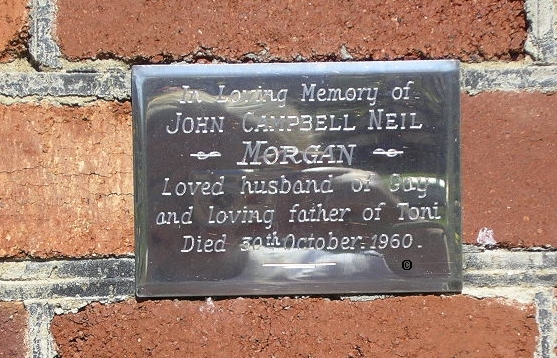 In Loving Memory of
JOHN CAMPBELL NEIL
MORGAN
Loved husband of Gay
and loving father of Toni
Died 30th October 1960.